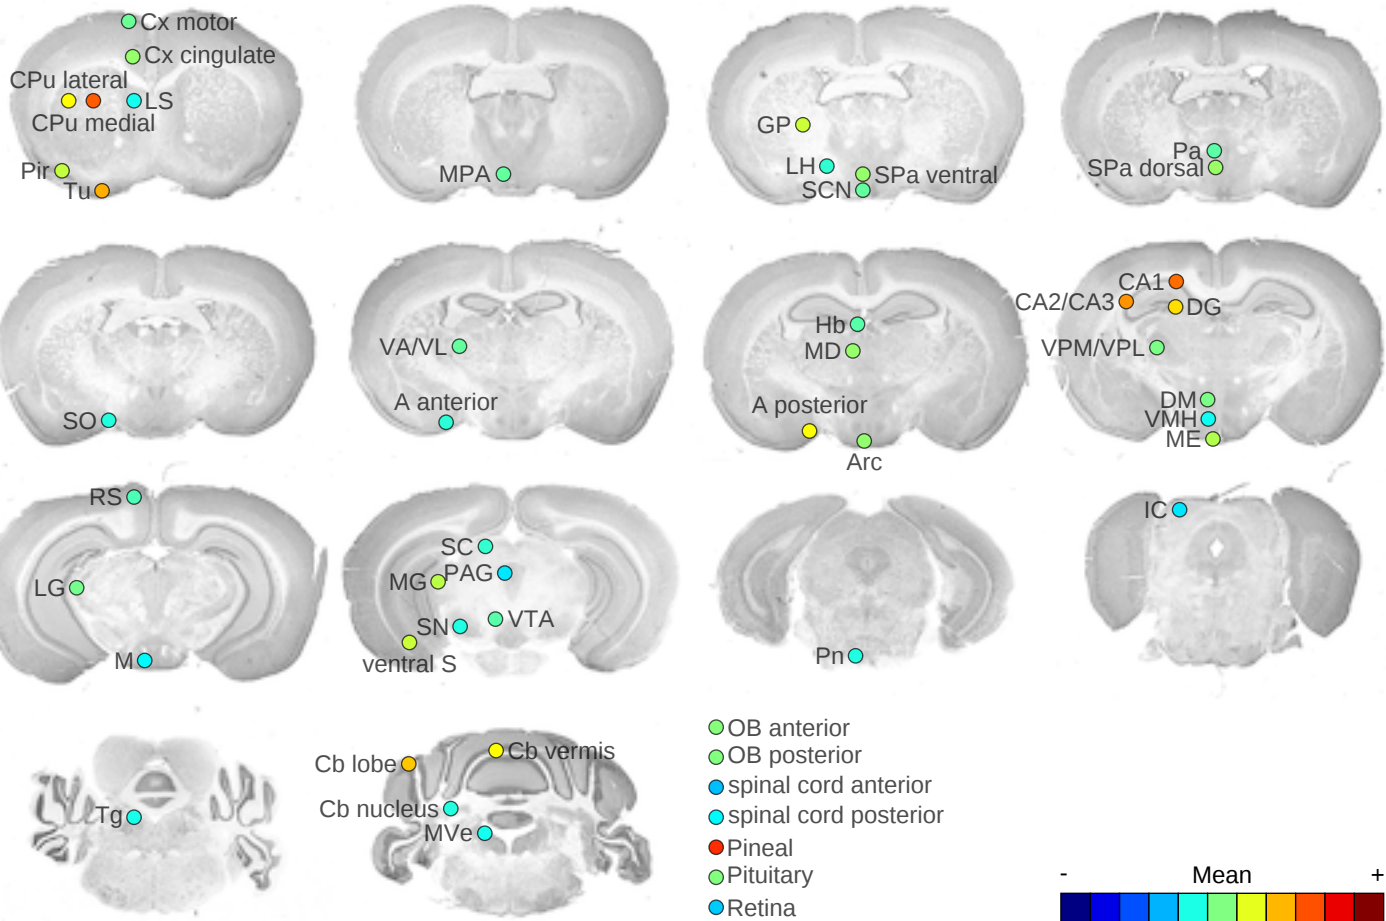 Cx motor
Cx cingulate
CPu lateral
LS
CPu medial
Pir
Tu
MPA
GP
LH
SPa ventral
SCN
Pa
SPa dorsal
SO
VA/VL
A anterior
Hb
MD
A posterior
Arc
CA1
CA2/CA3
DG
VPM/VPL
DM
VMH
ME
RS
LG
M
SC
PAG
MG
VTA
SN
ventral S
Pn
IC
Tg
Cb lobe
Cb vermis
Cb nucleus
MVe
OB anterior
OB posterior
spinal cord anterior
spinal cord posterior
Pineal
Pituitary
Retina
- Mean +